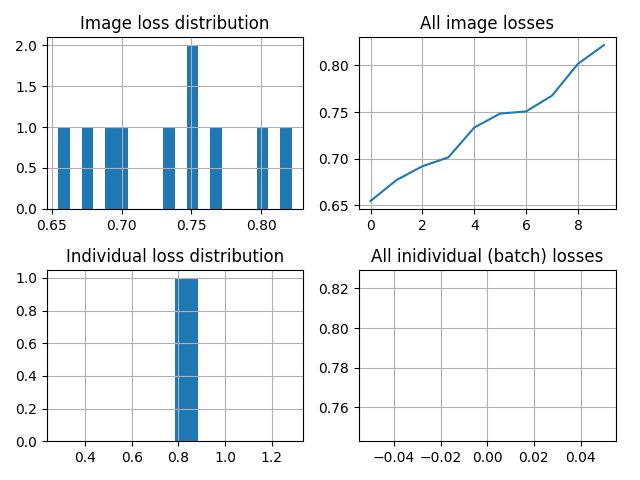 Image loss distribution
2.0
1.5
1.0
0.5
0.0
0.65 0.70 0.75 0.80
All image losses
0.80
0.75
0.70
0.65
0 2 4 6 8
Individual loss distribution
1.0
0.8
0.6
0.4
0.2
0.0
0.4 0.6 0.8 1.0 1.2
All inidividual (batch) losses
0.82
0.80
0.78
0.76
−0.04 −0.02 0.00 0.02 0.04